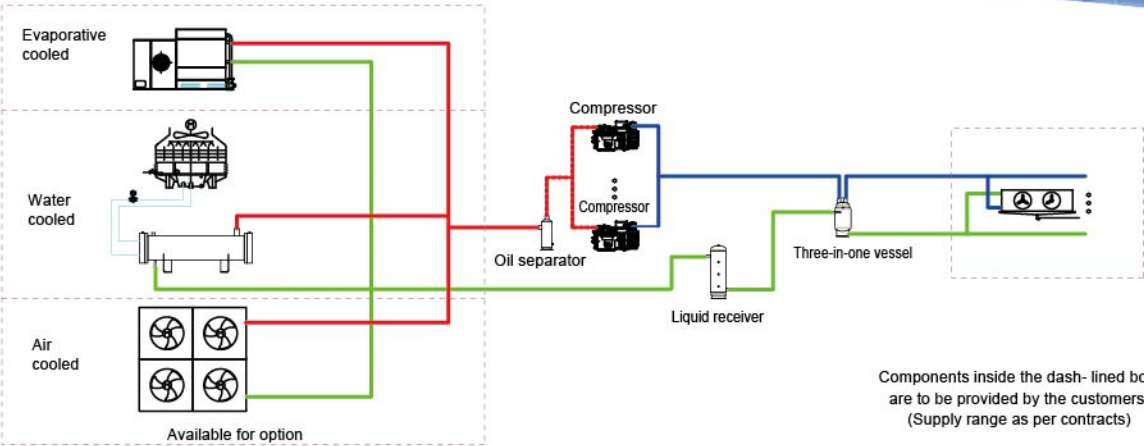 Evaporative
cooled
Compressor
Water
cooled
Compressor
Oil separator
Three-in-one vessel
Liquid receiver
Air
cooled
Available for option
Components inside the dash- lined bo
are to be provided by the customers
(Supply range as per contracts)